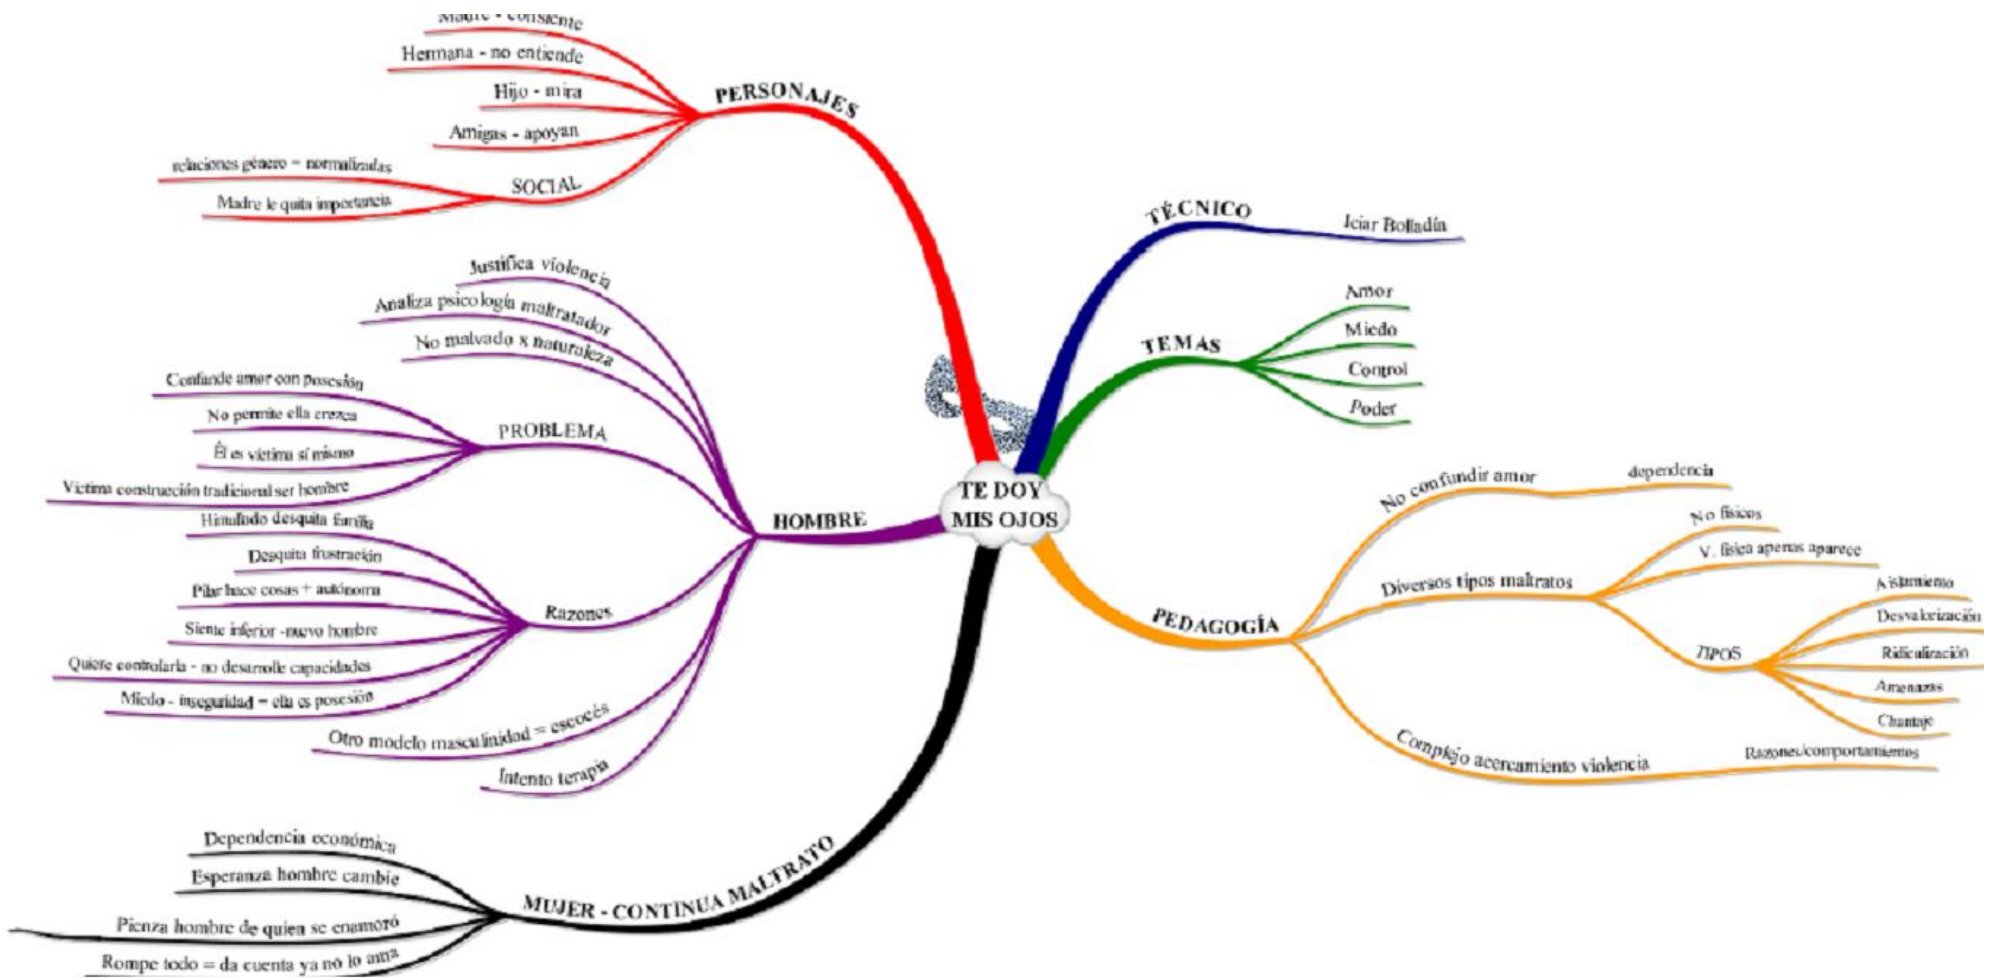 Madre - consiente
Hermana - no entiende
Hijo - mira
Amigas - apoyan
PERSONAJES
relaciones género = normalizadas
Madre le quita importancia
SOCIAL
TÉCNICO
Iciar Bolladín
TEMAS
Amor
Miedo
Control
Poder
Justifica violencia
Analiza psicología maltratador
No malvado x naturaleza
Confunde amor con posesión
No permite ella crezca
Él es víctima sí mismo
Víctima construcción tradicional ser hombre
PROBLEMA
HOMBRE
TE DOY
MIS OJOS
desquita familia
Desquita frustración
Pilar hace cosas + autónoma
Siente inferior -nuevo hombre
Quiere controlarla - no desarrolle capacidades
Miedo - inseguridad = ella es posesión
Razones
Otro modelo masculinidad = escocés
Intento terapia
PEDAGOGÍA
No confundir amor
dependencia
Diversos tipos maltratos
No físicos
V. física apenas aparece
TIPOS
Aislamiento
Desvalorización
Ridiculización
Amenazas
Chantaje
Complejo acercamiento violencia
Razones/comportamientos
MUJER - CONTINUA MALTRATO
Dependencia económica
Esperanza hombre cambie
Pienza hombre de quien se enamoró
Rompe todo = da cuenta ya no lo ama